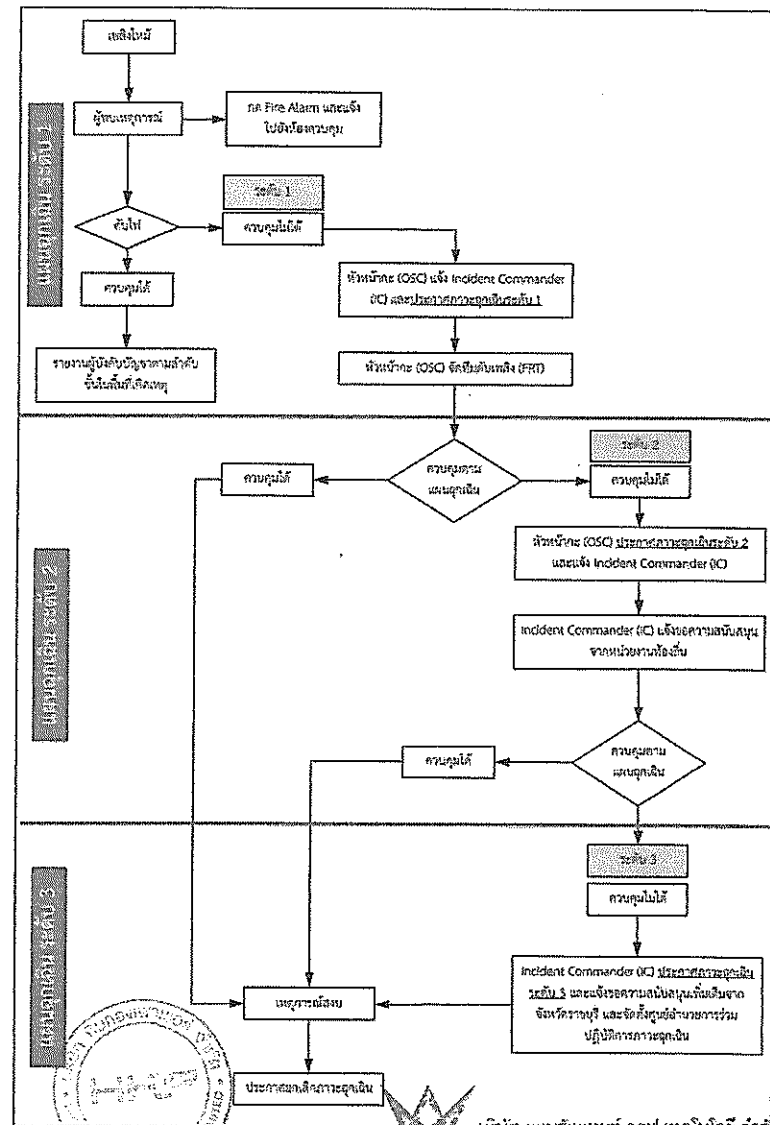 เพลิงไหม้
ผู้พบเหตุการณ์
กด Fire Alarm และแจ้ง
ไปยังห้องควบคุม
แผนฉุกเฉิน ระดับ 1
ระดับ 1
ดับไฟ
ควบคุมไม่ได้
ควบคุมได้
หัวหน้ากะ (OSC) แจ้ง Incident Commander
(IC) และประกาศภาวะฉุกเฉินระดับ 1
รายงานผู้บังคับบัญชาตามลำดับ
ชั้นในพื้นที่เกิดเหตุ
หัวหน้ากะ (OSC) จัดทีมดับเพลิง (FRT)
ระดับ 2
ควบคุมได้
ควบคุมตาม
แผนฉุกเฉิน
ควบคุมไม่ได้
แผนฉุกเฉิน ระดับ 2
หัวหน้ากะ (OSC) ประกาศภาวะฉุกเฉินระดับ 2
และแจ้ง Incident Commander (IC)
Incident Commander (IC) แจ้งขอความสนับสนุน
จากหน่วยงานท้องถิ่น
ควบคุมได้
ควบคุมตาม
แผนฉุกเฉิน
แผนฉุกเฉิน ระดับ 3
ระดับ 3
ควบคุมไม่ได้
Incident Commander (IC) ประกาศภาวะฉุกเฉิน
ระดับ 3 และแจ้งขอความสนับสนุนเพิ่มเติมจาก
จังหวัดราชบุรี และจัดตั้งศูนย์อำนวยการร่วม
ปฏิบัติการภาวะฉุกเฉิน
เหตุการณ์สงบ
ประกาศยกเลิกภาวะฉุกเฉิน